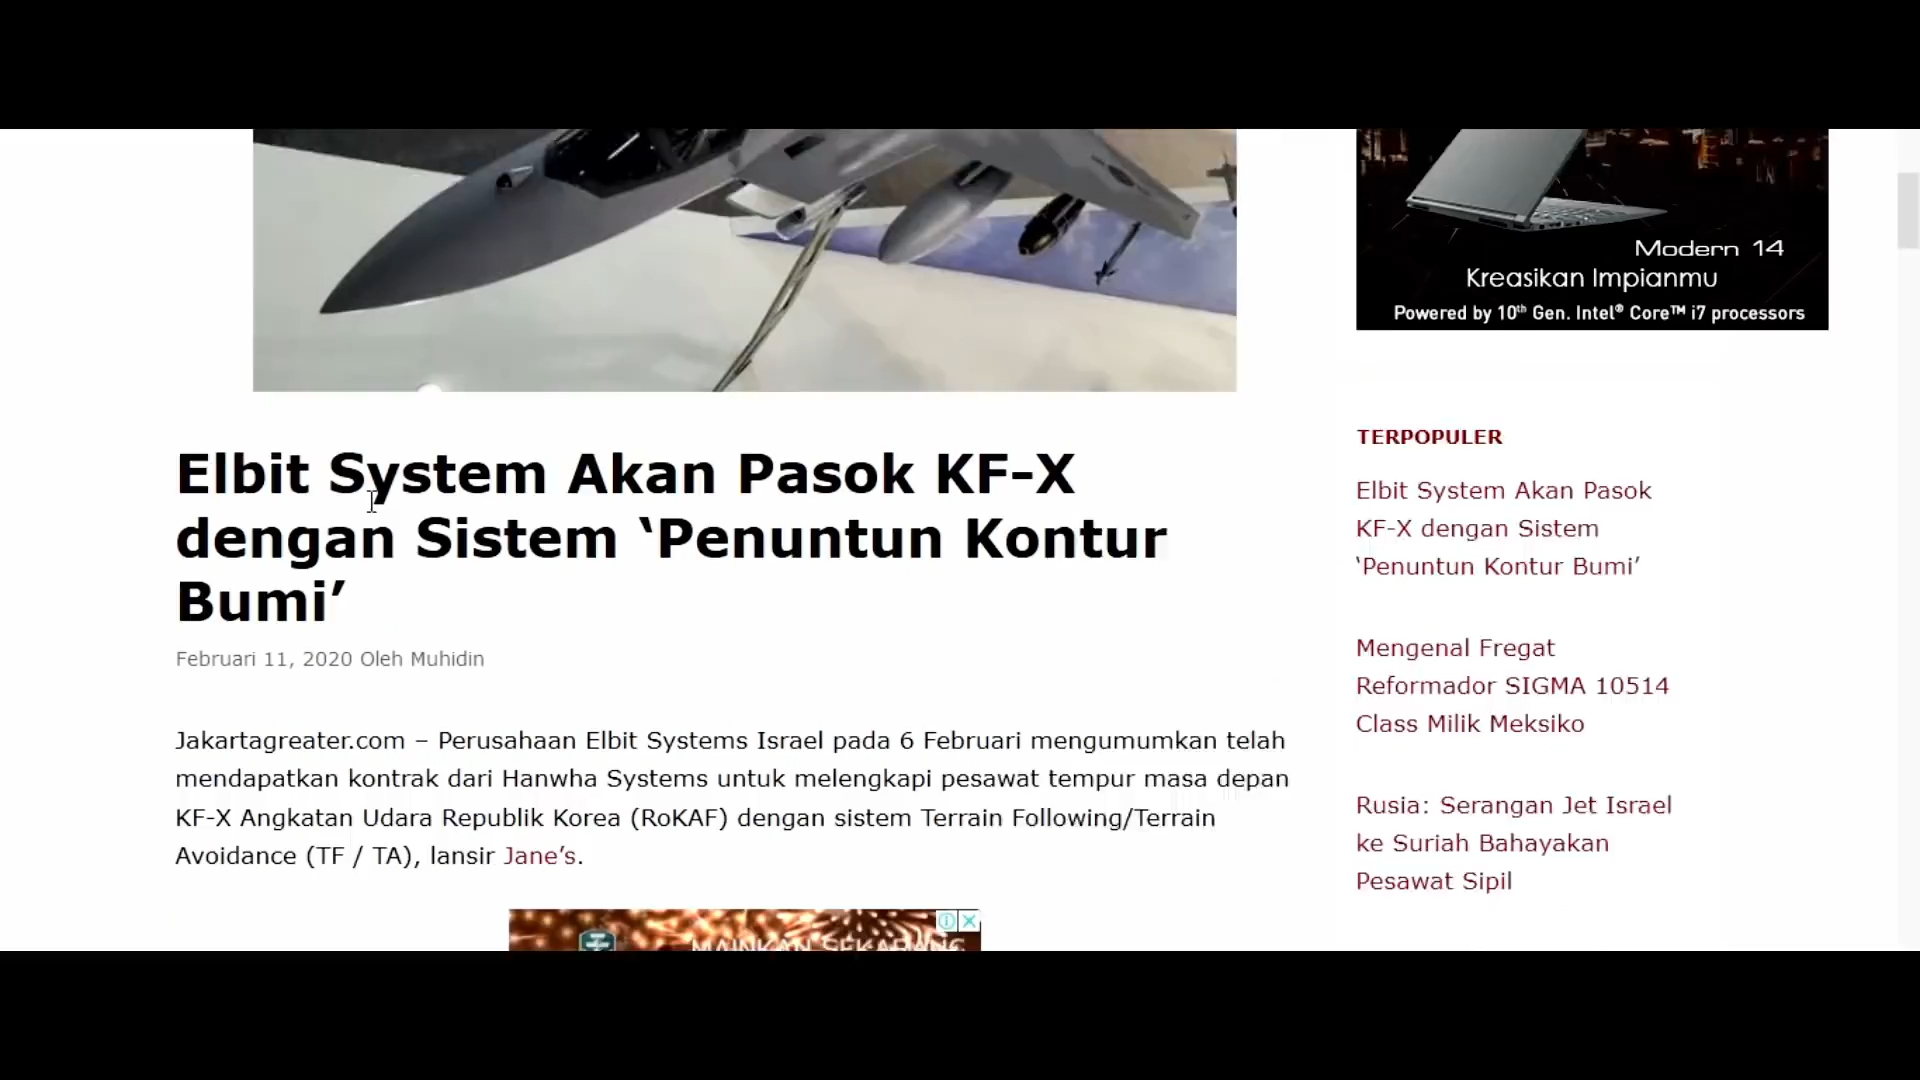 Modern 14
Kreasikan Impianmu
Powered by 10th Gen. Intel® Core™ i7 processors
Elbit System Akan Pasok KF-X
dengan Sistem ‘Penuntun Kontur
Bumi’
Februari 11, 2020 Oleh Muhidin
Jakartagreater.com – Perusahaan Elbit Systems Israel pada 6 Februari mengumumkan telah
mendapatkan kontrak dari Hanwha Systems untuk melengkapi pesawat tempur masa depan
KF-X Angkatan Udara Republik Korea (RoKAF) dengan sistem Terrain Following/Terrain
Avoidance (TF / TA), lansir Jane’s.
MAINKAN SEKARANG
TERPOPULER
Elbit System Akan Pasok
KF-X dengan Sistem
‘Penuntun Kontur Bumi’
Mengenal Fregat
Reformador SIGMA 10514
Class Milik Meksiko
Rusia: Serangan Jet Israel
ke Suriah Bahayakan
Pesawat Sipil